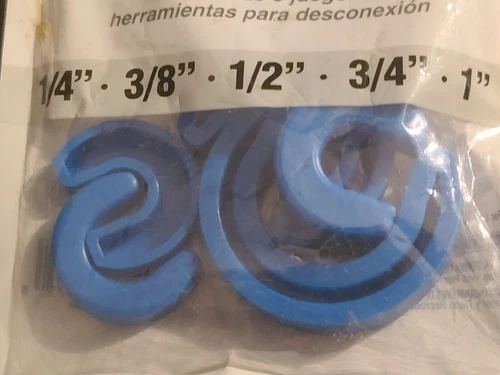 herramientas para desconexión
1/4” · 3/8” · 1/2” · 3/4” · 1”